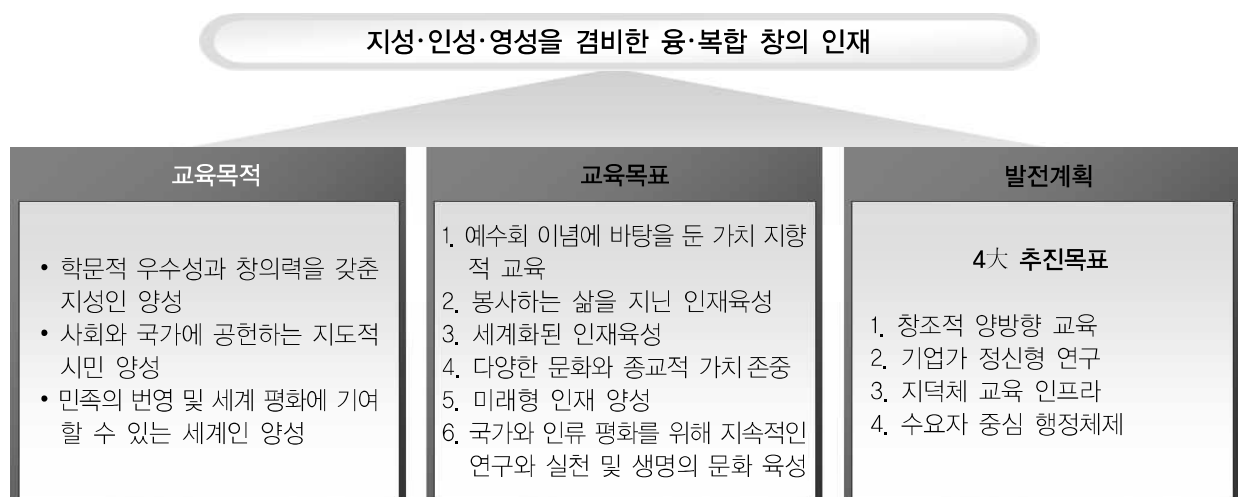 지성·인성·영성을 겸비한 융·복합 창의 인재
교육목적
• 학문적 우수성과 창의력을 갖춘
지성인 양성
• 사회와 국가에 공헌하는 지도적
시민 양성
• 민족의 번영 및 세계 평화에 기여
할 수 있는 세계인 양성
교육목표
1. 예수회 이념에 바탕을 둔 가치 지향
적 교육
2. 봉사하는 삶을 지닌 인재육성
3. 세계화된 인재육성
4. 다양한 문화와 종교적 가치 존중
5. 미래형 인재 양성
6. 국가와 인류 평화를 위해 지속적인
연구와 실천 및 생명의 문화 육성
발전계획
4大 추진목표
1. 창조적 양방향 교육
2. 기업가 정신형 연구
3. 지덕체 교육 인프라
4. 수요자 중심 행정체제